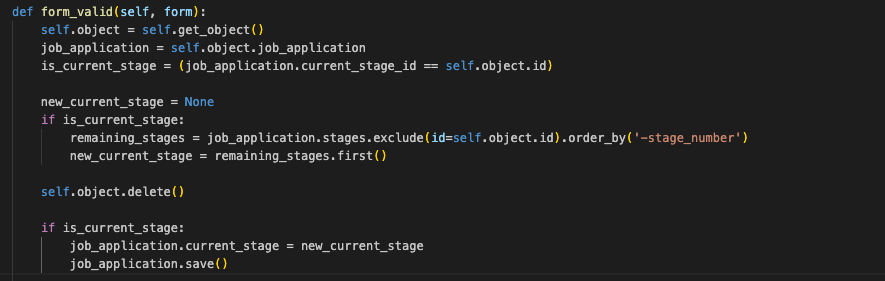 def form_valid(self, form):
    self.object = self.get_object()
    job_application = self.object.job_application
    is_current_stage = (job_application.current_stage_id == self.object.id)

    new_current_stage = None
    if is_current_stage:
        remaining_stages = job_application.stages.exclude(id=self.object.id).order_by('-stage_number')
        new_current_stage = remaining_stages.first()

    self.object.delete()

    if is_current_stage:
        job_application.current_stage = new_current_stage
        job_application.save()